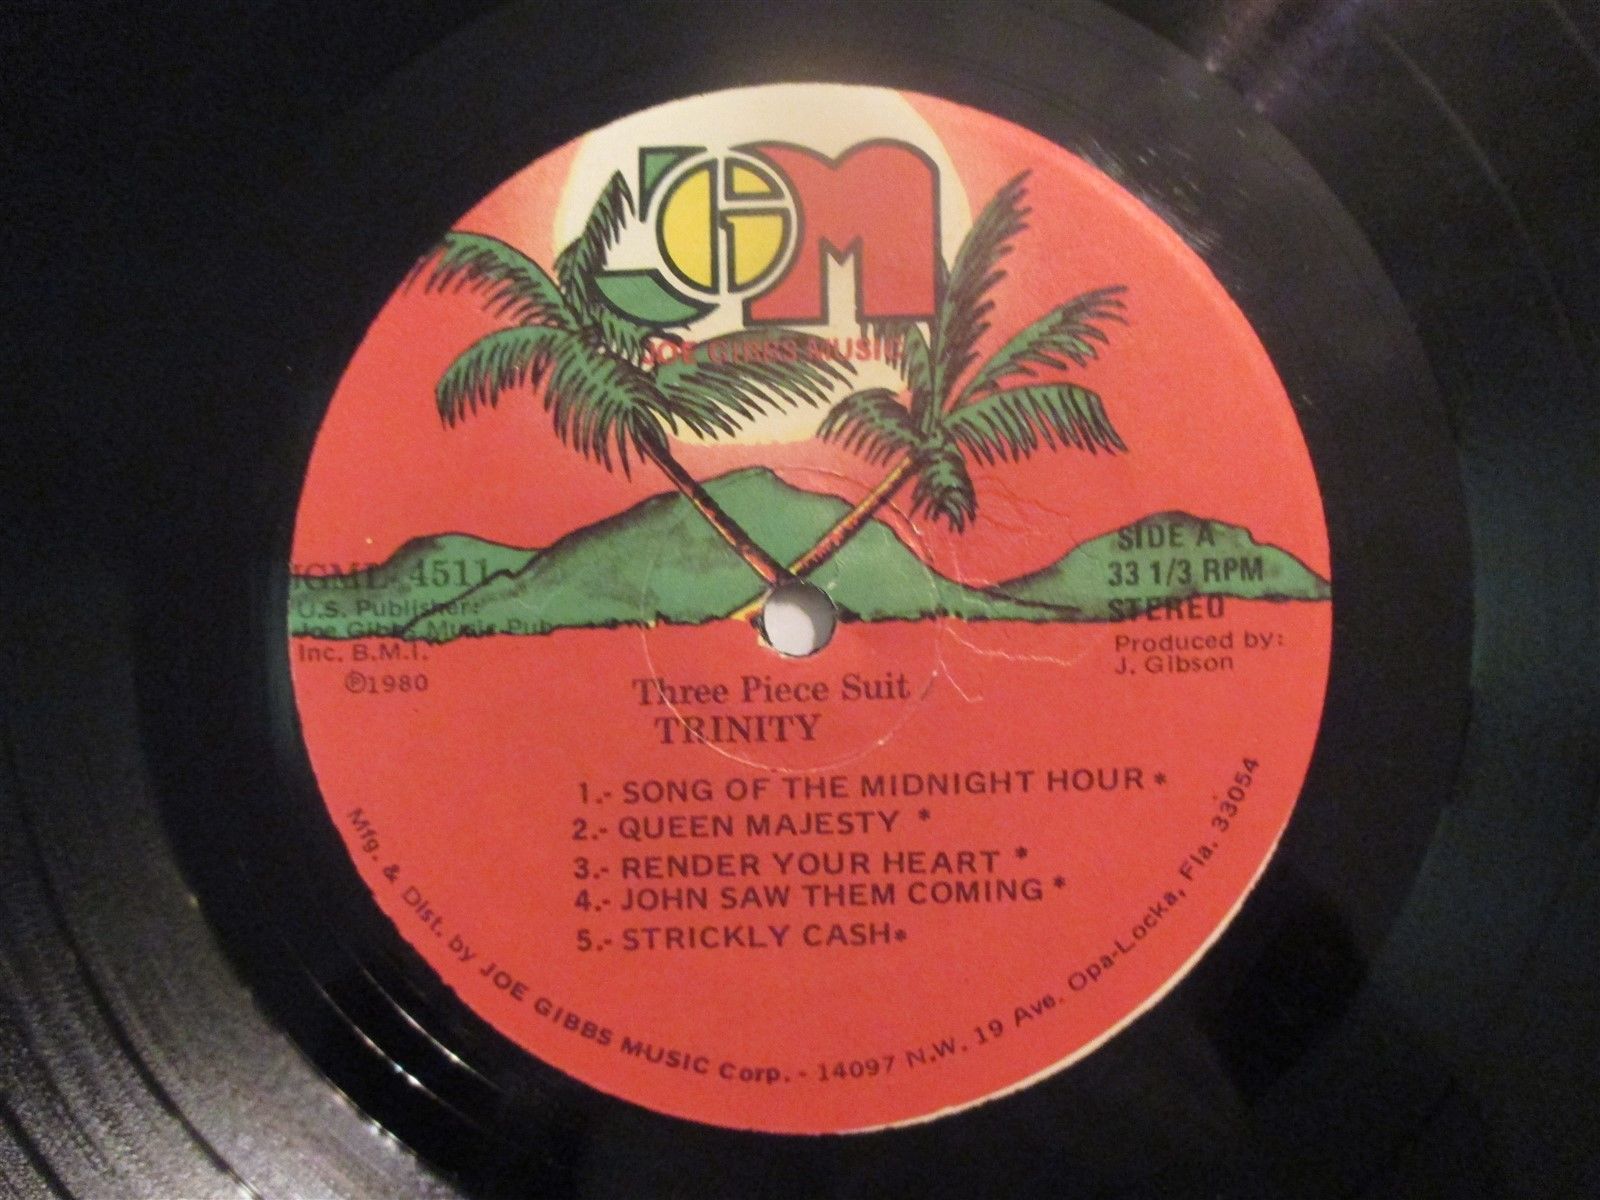 JGM
JOE GIBBS MUSIC
JGML 4511
U.S. Publisher:
Joe Gibbs Music Pub
Inc. B.M.I.
℗1980
SIDE A
33 1/3 RPM
STEREO
Produced by:
J. Gibson
Three Piece Suit
TRINITY
1.- SONG OF THE MIDNIGHT HOUR *
2.- QUEEN MAJESTY *
3.- RENDER YOUR HEART *
4.- JOHN SAW THEM COMING *
5.- STRICKLY CASH*
Mfg. & Dist. by JOE GIBBS MUSIC Corp. - 14097 N.W. 19 Ave. Opa-Locka, Fla. 33054